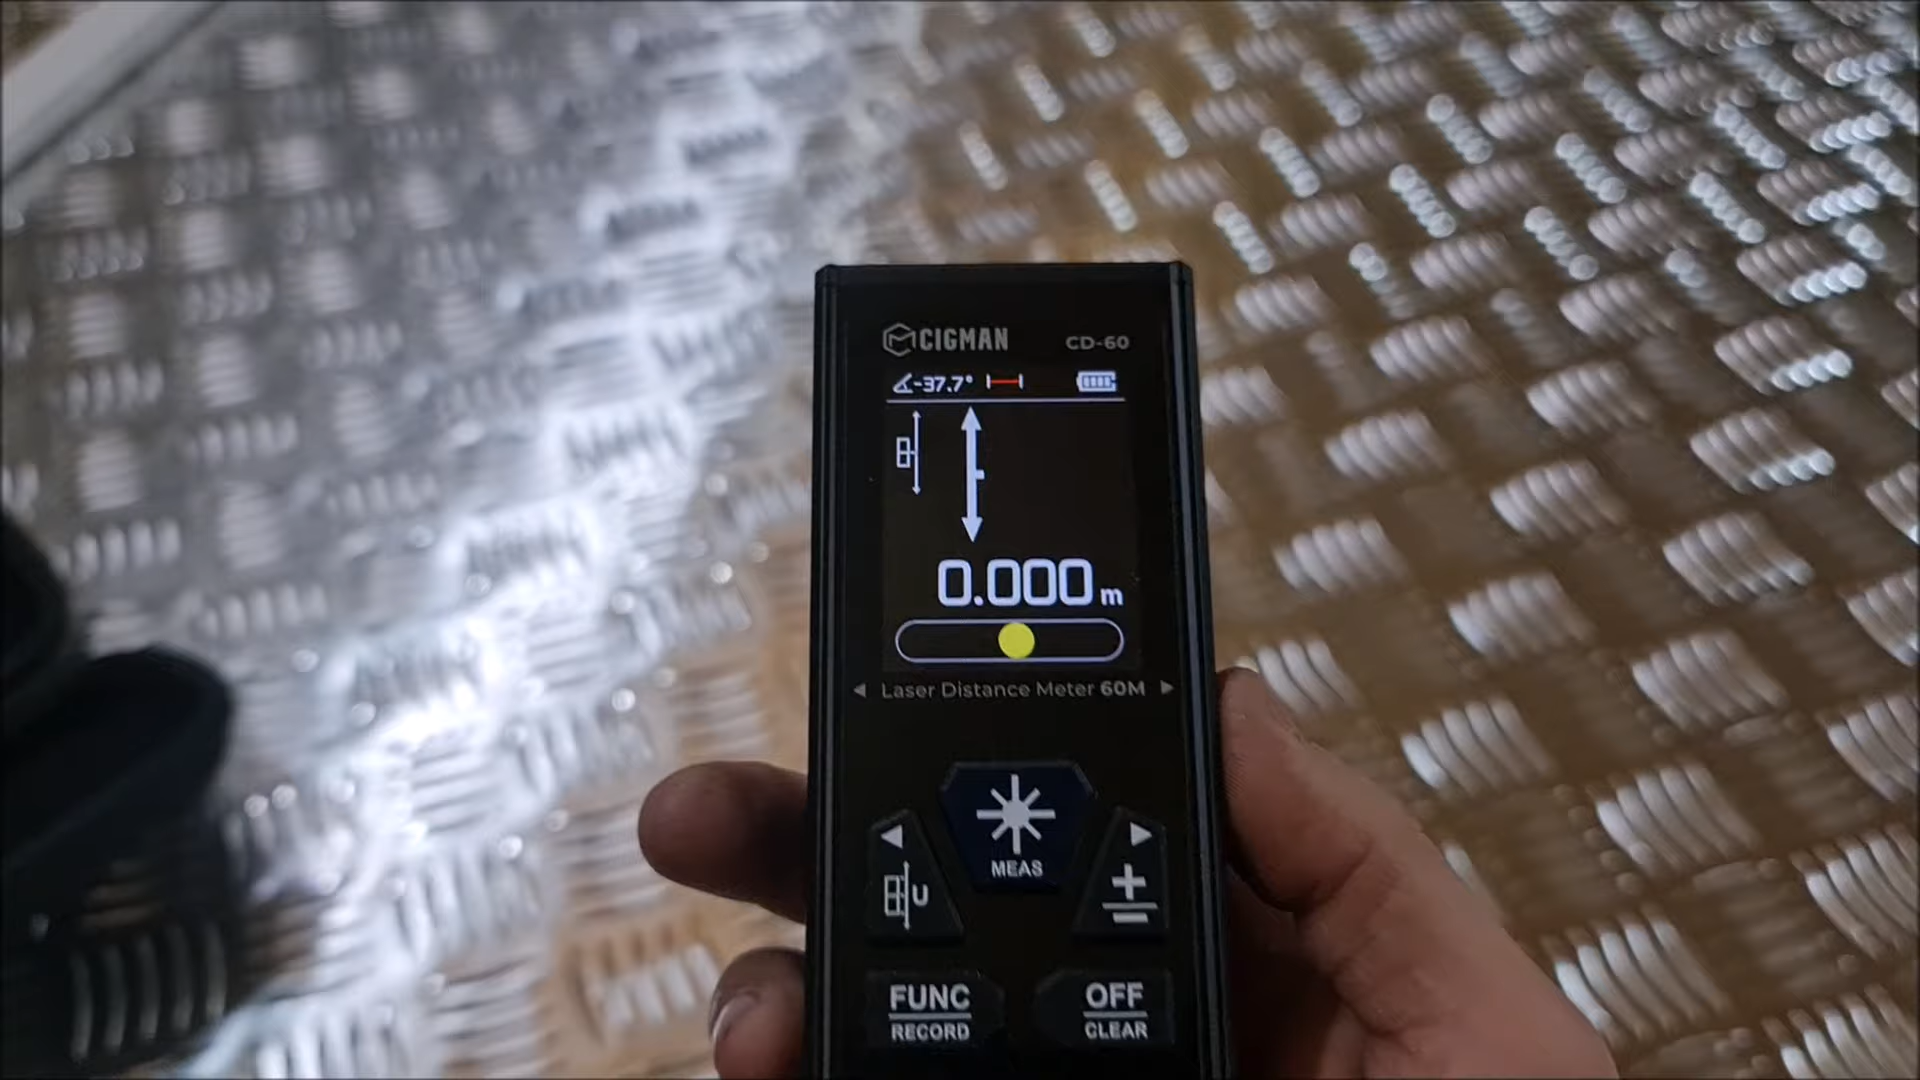 CIGMAN CD-60
-37.7°
0.000 m
Laser Distance Meter 60M
MEAS
U
FUNC
RECORD
OFF
CLEAR